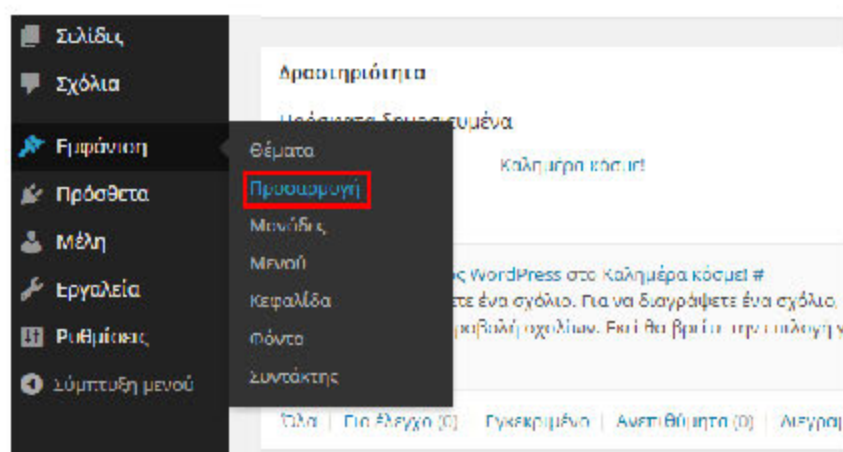 Σελίδες
Σχόλια
Εμφάνιση
Πρόσθετα
Μέλη
Εργαλεία
Ρυθμίσεις
Σύμπτυξη μενού
Θέματα
Προσαρμογή
Μονάδες
Μενού
Κεφαλίδα
Φόντο
Συντάκτης
Δραστηριότητα
Πρόσφατα δημοσιευμένα
Καλημέρα κόσμε!
WordPress στο Καλημέρα κόσμε! #
ένα σχόλιο. Για να διαγράψετε ένα σχόλιο,
σχολίων. Εκεί θα βρείτε την επιλογή
Όλα | Για έλεγχο (0) | Εγκεκριμένο | Ανεπιθύμητα (0) |